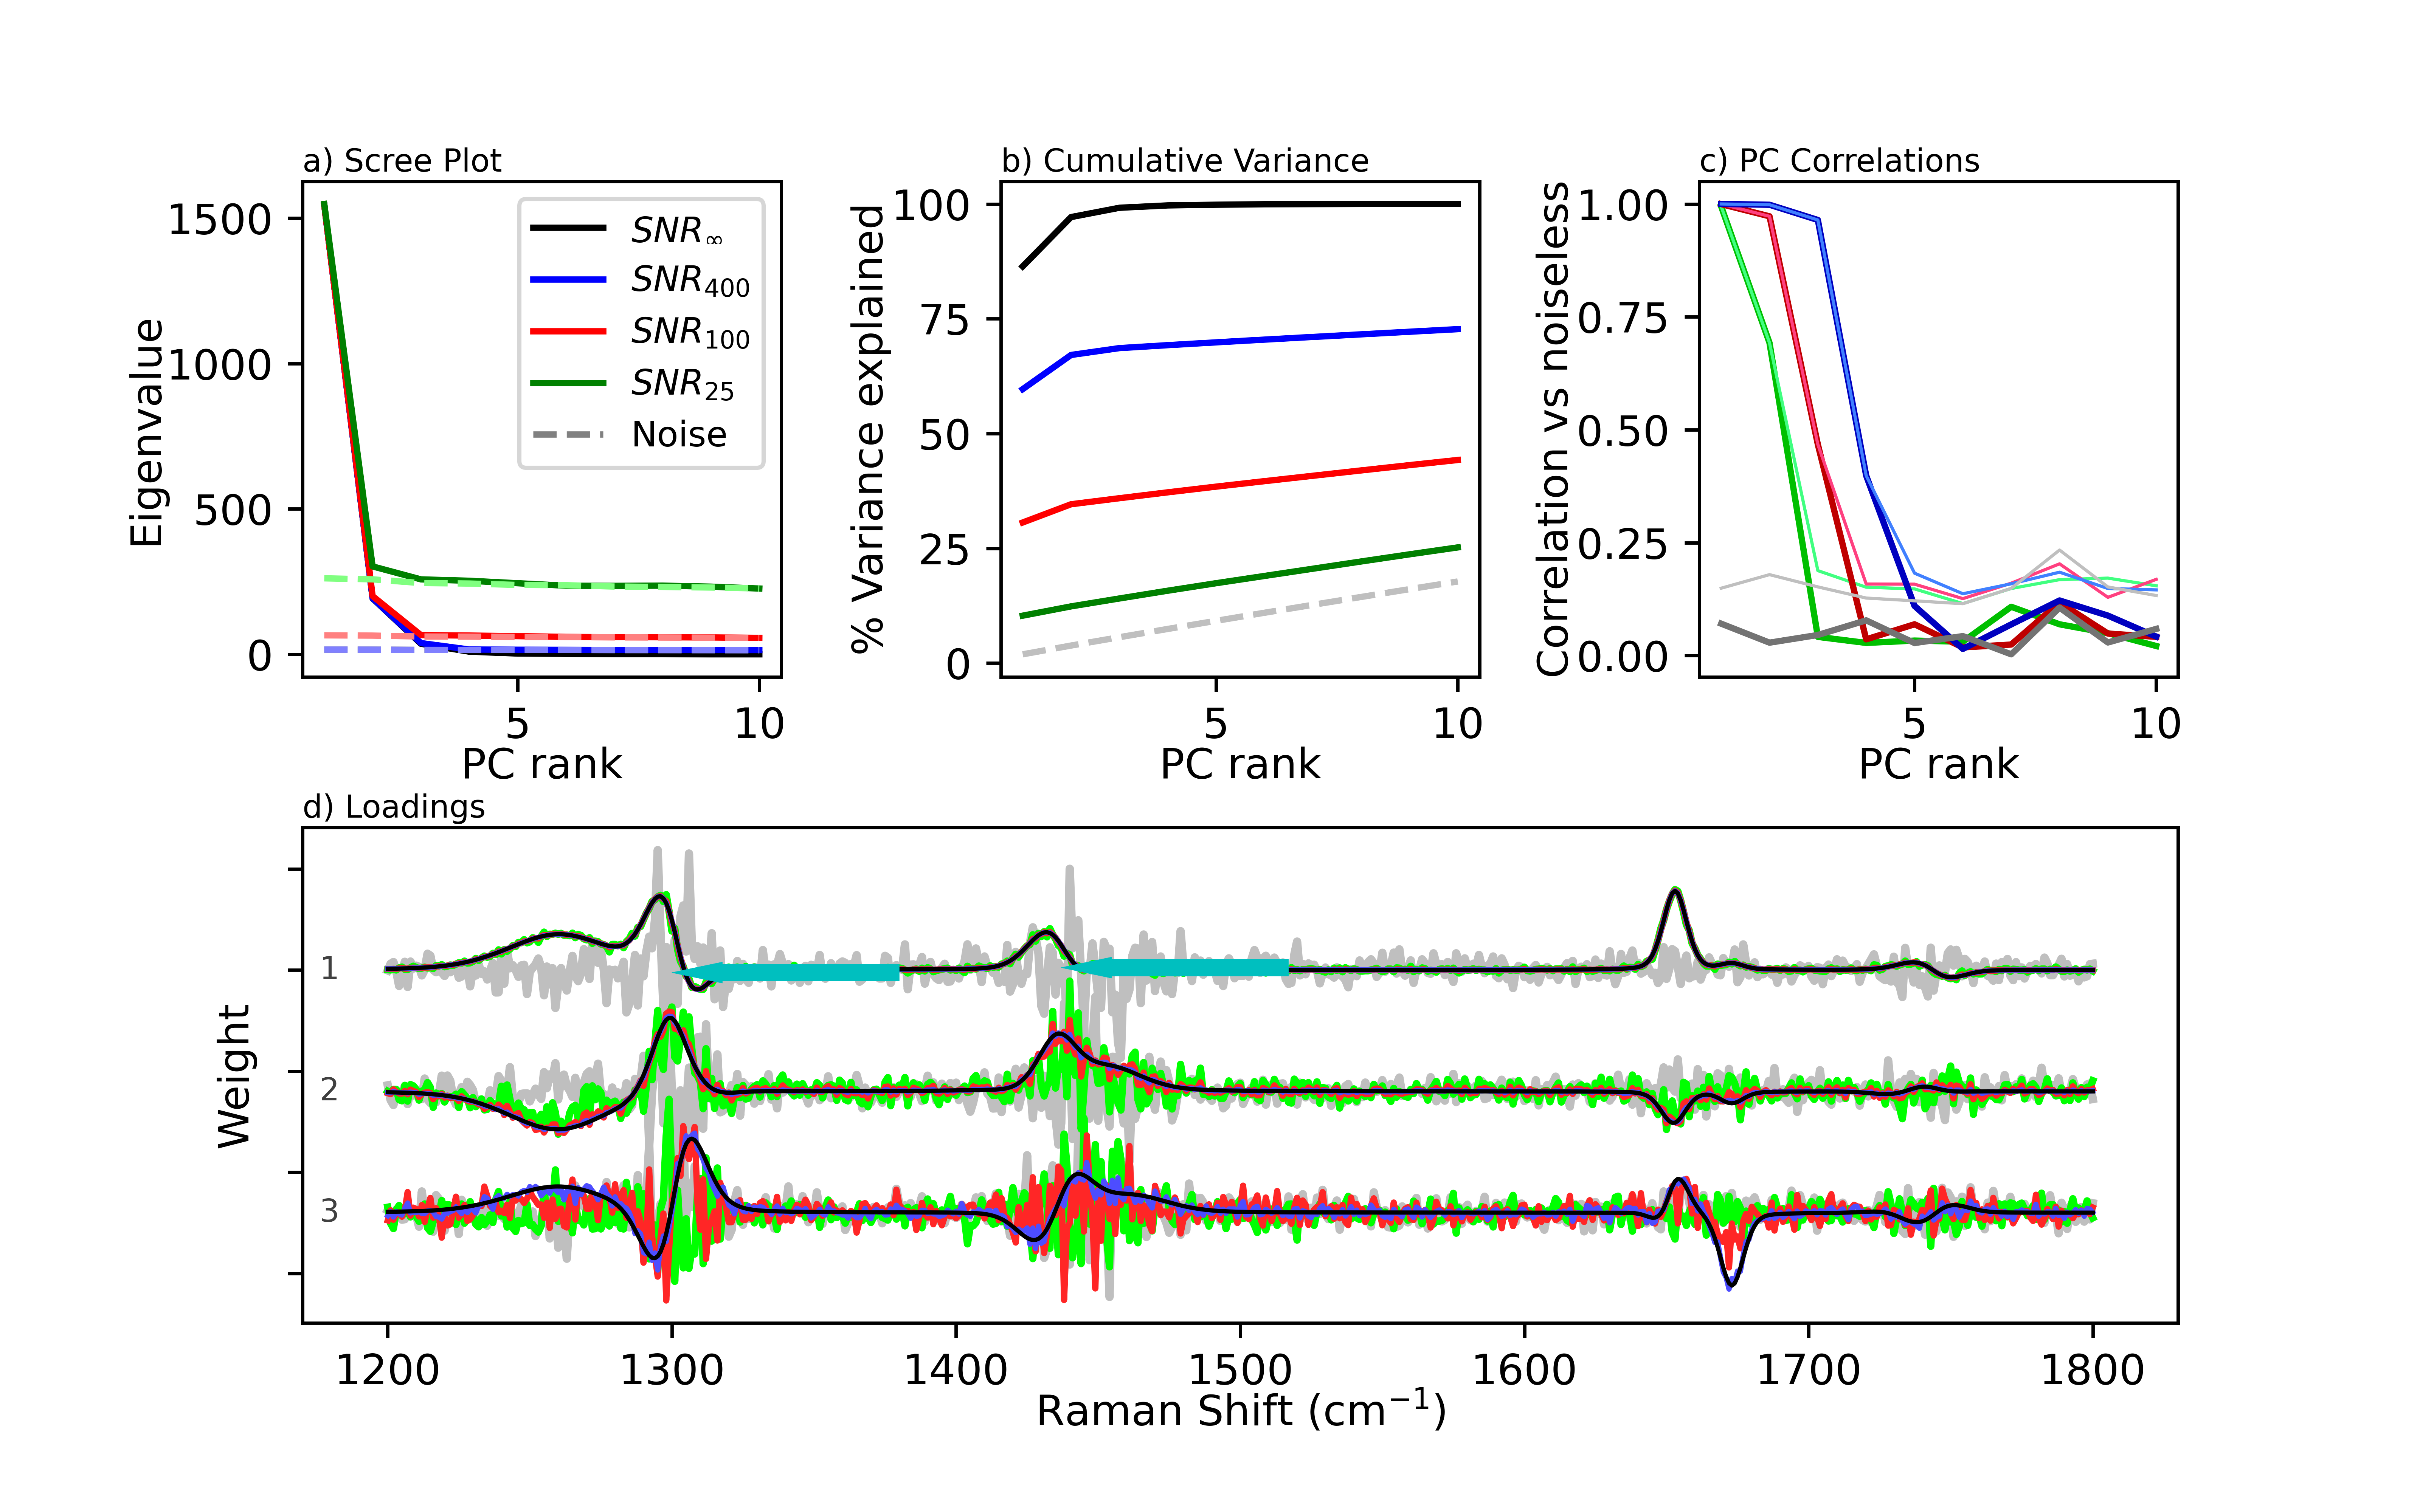 a) Scree Plot
b) Cumulative Variance
c) PC Correlations
Eigenvalue
1500
1000
500
0
SNR∞
SNR400
SNR100
SNR25
Noise
5
10
PC rank
% Variance explained
100
75
50
25
0
5
10
PC rank
Correlation vs noiseless
1.00
0.75
0.50
0.25
0.00
5
10
PC rank
d) Loadings
Weight
1
2
3
1200
1300
1400
1500
1600
1700
1800
Raman Shift (cm⁻¹)